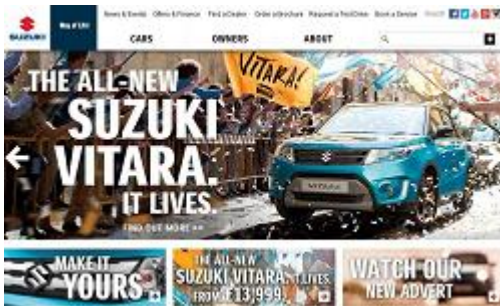 SUZUKI
Way of Life!
News & Events Offers & Finance Find a Dealer Order a Brochure Request a Test Drive Book a Service
CARS OWNERS ABOUT
VITARA!
THE ALL-NEW
SUZUKI
VITARA.
IT LIVES.
FIND OUT MORE >>
VITARA
MAKE IT
YOURS
THE ALL-NEW
SUZUKI VITARA. IT LIVES.
FROM £13,999.
WATCH OUR
NEW ADVERT